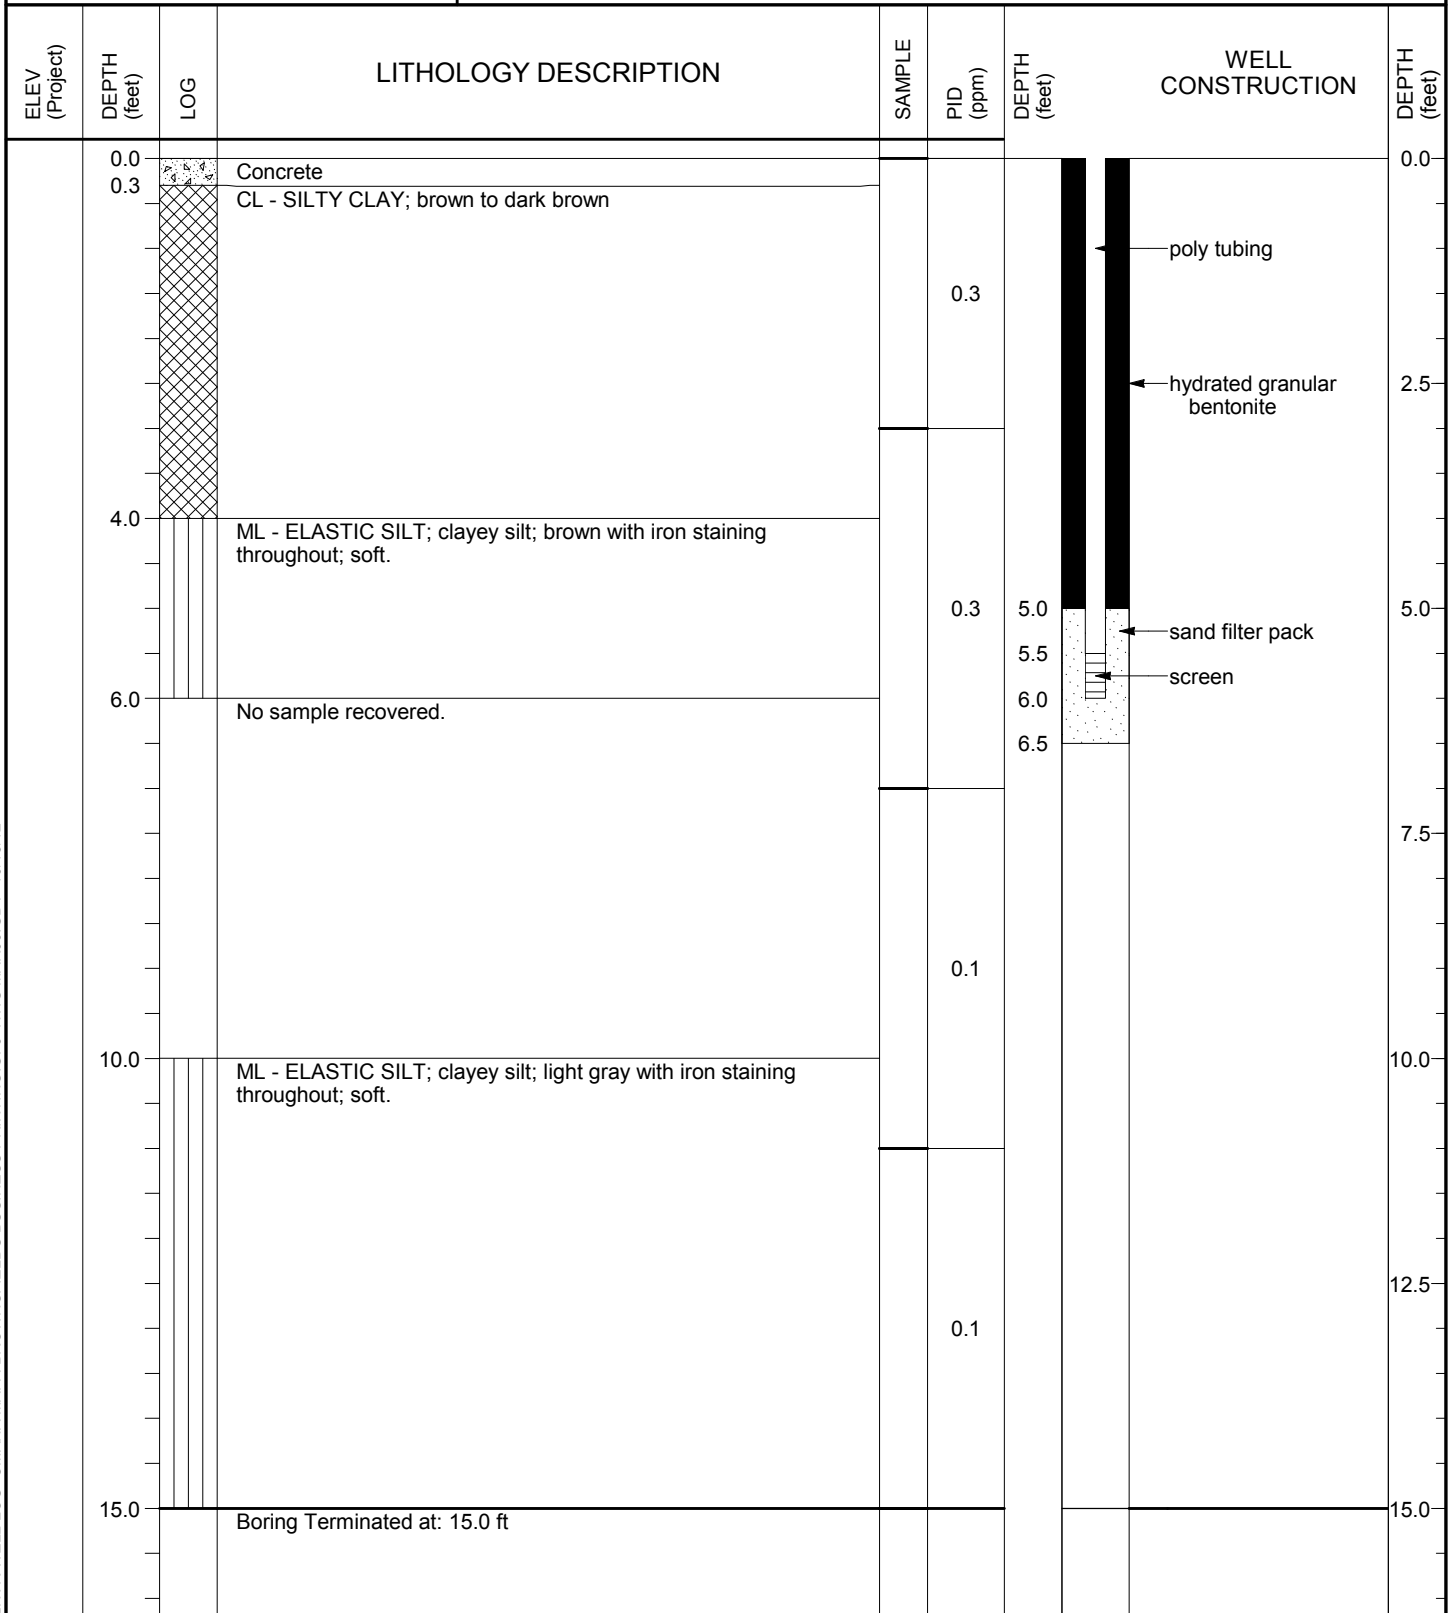 ELEV
(Project)
DEPTH
(feet)
LOG
LITHOLOGY DESCRIPTION
SAMPLE
PID
(ppm)
DEPTH
(feet)
WELL
CONSTRUCTION
DEPTH
(feet)
0.0
Concrete
0.0
0.3
CL - SILTY CLAY; brown to dark brown
poly tubing
0.3
hydrated granular
bentonite
2.5
4.0
ML - ELASTIC SILT; clayey silt; brown with iron staining
throughout; soft.
0.3
5.0
5.0
sand filter pack
5.5
screen
6.0
6.0
No sample recovered.
6.5
7.5
0.1
10.0
10.0
ML - ELASTIC SILT; clayey silt; light gray with iron staining
throughout; soft.
12.5
0.1
15.0
15.0
Boring Terminated at: 15.0 ft